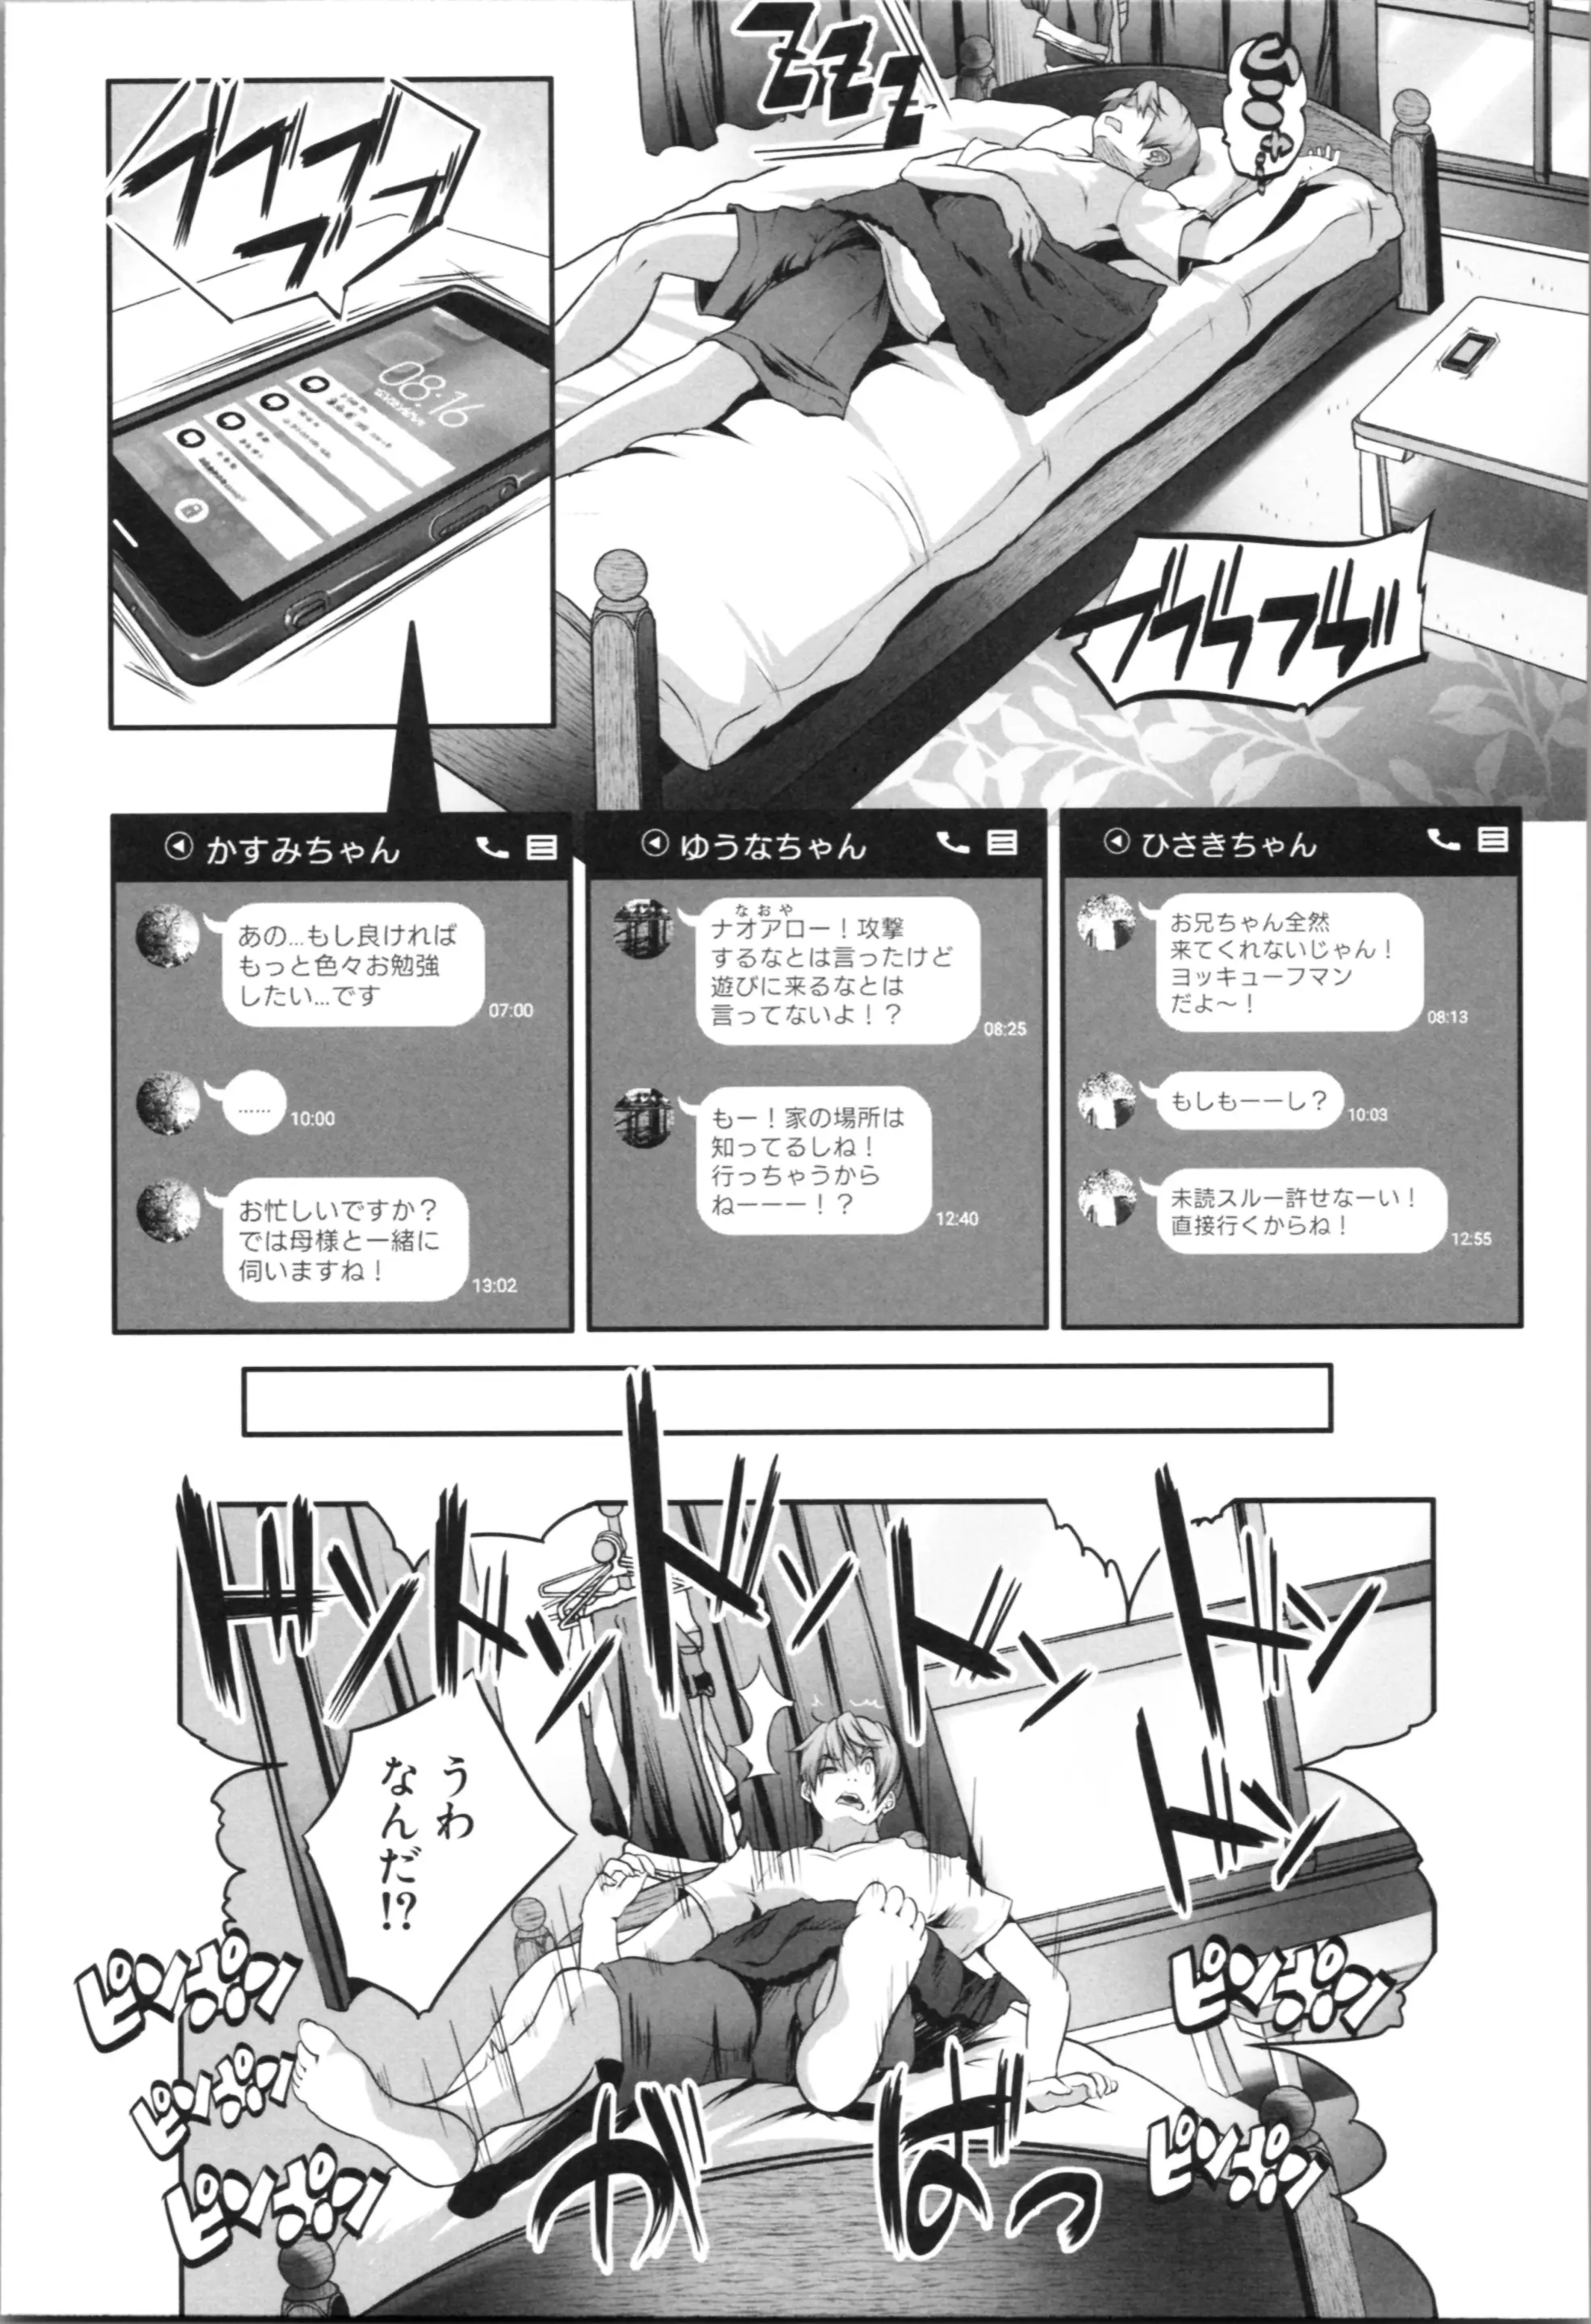 ZZZ
ぐぉ〜
ブブブブッ
ブブブブッ
08:16
ひさきちゃん
お兄ちゃん全然
来てくれないじゃん！
ヨッキューフマン
だよ～！
08:13
もしもーーし？
10:03
未読スルー許せなーい！
直接行くからね！
12:55
ゆうなちゃん
なおや
ナオアロー！攻撃
するなとは言ったけど
遊びに来るなとは
言ってないよ！？
08:25
もー！家の場所は
知ってるしね！
行っちゃうから
ねーーー！？
12:40
かすみちゃん
あの…もし良ければ
もっと色々お勉強
したい…です
07:00
……
10:00
お忙しいですか？
では母様と一緒に
伺いますね！
13:02
ドンドンドンドンドンドン
うわ
なんだ!?
がばっ
ピンポン
ピンポン
ピンポン
ピンポン
ピンポン